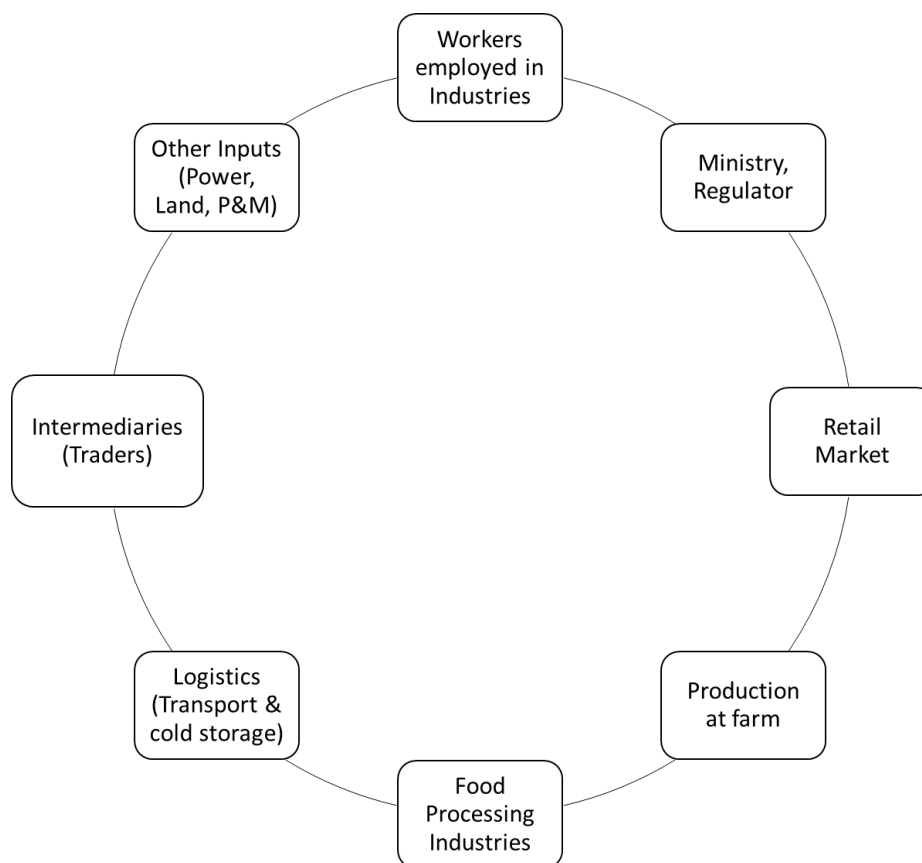 Workers
employed in
Industries
Ministry,
Regulator
Retail
Market
Production
at farm
Food
Processing
Industries
Logistics
(Transport &
cold storage)
Intermediaries
(Traders)
Other Inputs
(Power,
Land, P&M)